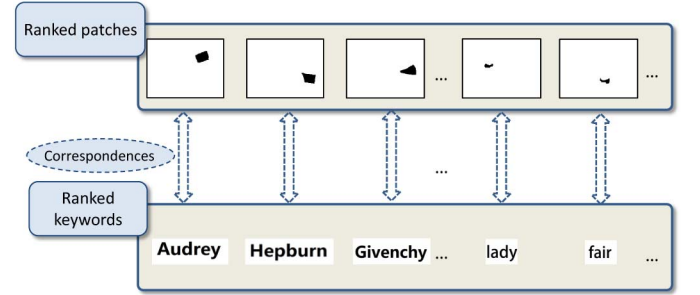 Ranked patches
... ...
Correspondences
...
Ranked
keywords
Audrey Hepburn Givenchy ... lady fair ...